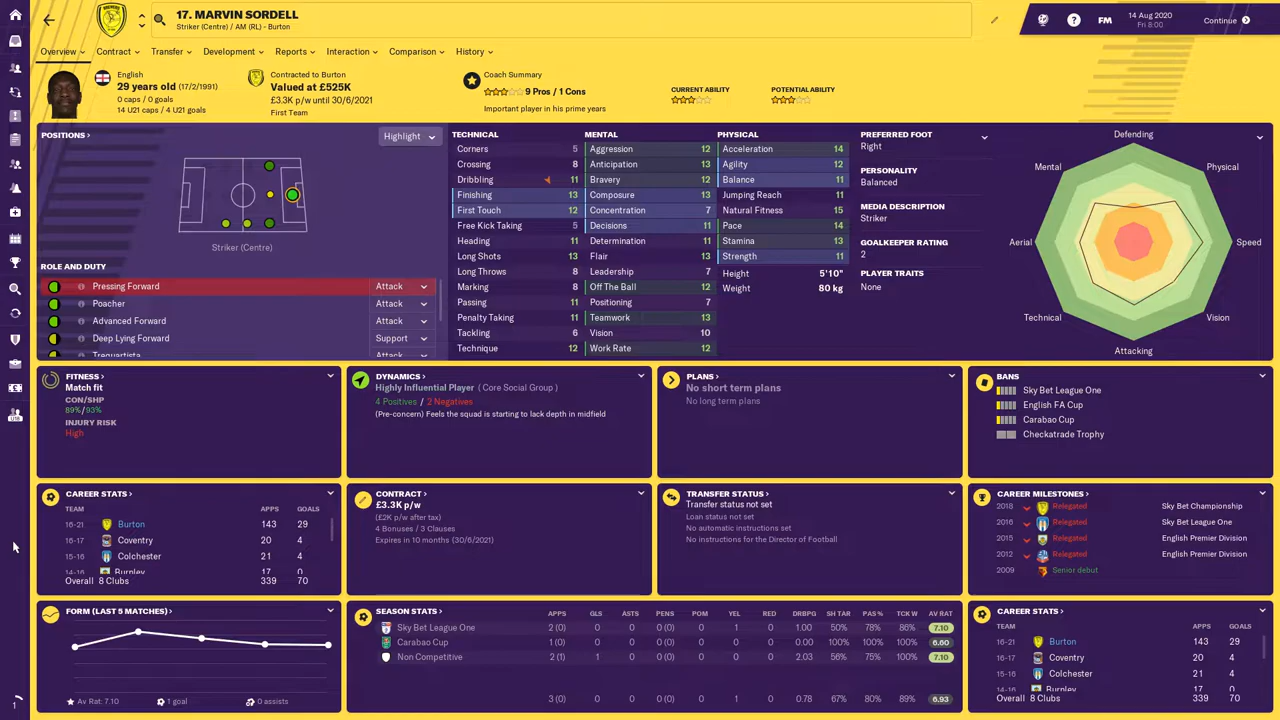 17. MARVIN SORDELL
Striker (Centre) / AM (RL) - Burton
FM
14 Aug 2020
Fri 8:00
Continue
Overview Contract Transfer Development Reports Interaction Comparison History
English
29 years old (17/2/1991)
0 caps / 0 goals
14 U21 caps / 4 U21 goals
Contracted to Burton
Valued at £525K
£3.3K p/w until 30/6/2021
First Team
Coach Summary
9 Pros / 1 Cons
Important player in his prime years
CURRENT ABILITY
POTENTIAL ABILITY
POSITIONS
Highlight
Striker (Centre)
ROLE AND DUTY
Pressing Forward Attack
Poacher Attack
Advanced Forward Attack
Deep Lying Forward Support
Trequartista Attack
TECHNICAL
Corners 5
Crossing 8
Dribbling 11
Finishing 13
First Touch 12
Free Kick Taking 5
Heading 11
Long Shots 13
Long Throws 8
Marking 8
Passing 11
Penalty Taking 11
Tackling 6
Technique 12
MENTAL
Aggression 12
Anticipation 13
Bravery 12
Composure 13
Concentration 7
Decisions 11
Determination 11
Flair 13
Leadership 7
Off The Ball 12
Positioning 7
Teamwork 13
Vision 10
Work Rate 12
PHYSICAL
Acceleration 14
Agility 12
Balance 11
Jumping Reach 11
Natural Fitness 15
Pace 14
Stamina 13
Strength 11
Height 5'10"
Weight 80 kg
PREFERRED FOOT
Right
PERSONALITY
Balanced
MEDIA DESCRIPTION
Striker
GOALKEEPER RATING
2
PLAYER TRAITS
None
Defending
Mental
Physical
Aerial
Speed
Technical
Vision
Attacking
FITNESS
Match fit
CON/SHP
89%/93%
INJURY RISK
High
DYNAMICS
Highly Influential Player ( Core Social Group )
4 Positives / 2 Negatives
(Pre-concern) Feels the squad is starting to lack depth in midfield
PLANS
No short term plans
No long term plans
BANS
Sky Bet League One
English FA Cup
Carabao Cup
Checkatrade Trophy
CAREER STATS
TEAM APPS GOALS
16-21 Burton 143 29
16-17 Coventry 20 4
15-16 Colchester 21 4
14-16 Burnley 17 0
Overall 8 Clubs 339 70
CONTRACT
£3.3K p/w
(£2K p/w after tax)
4 Bonuses / 3 Clauses
Expires in 10 months (30/6/2021)
TRANSFER STATUS
Transfer status not set
Loan status not set
No automatic instructions set
No instructions for the Director of Football
CAREER MILESTONES
2018 Relegated Sky Bet Championship
2016 Relegated Sky Bet League One
2015 Relegated English Premier Division
2012 Relegated English Premier Division
2009 Senior debut
FORM (LAST 5 MATCHES)
Av Rat: 7.10 1 goal 0 assists
SEASON STATS APPS GLS ASTS PENS POM YEL RED DRBPG SH TAR PAS % TCK W AV RAT
Sky Bet League One 2 (0) 0 0 0 (0) 0 1 0 1.00 50% 78% 86% 7.10
Carabao Cup 1 (0) 0 0 0 (0) 0 0 0 0.00 100% 100% 100% 6.60
Non Competitive 2 (1) 1 0 0 (0) 0 0 0 2.03 56% 75% 100% 7.10
3 (0) 0 0 0 (0) 0 1 0 0.78 67% 80% 89% 6.93
CAREER STATS
TEAM APPS GOALS
16-21 Burton 143 29
16-17 Coventry 20 4
15-16 Colchester 21 4
14-16 Burnley 17 0
Overall 8 Clubs 339 70
1